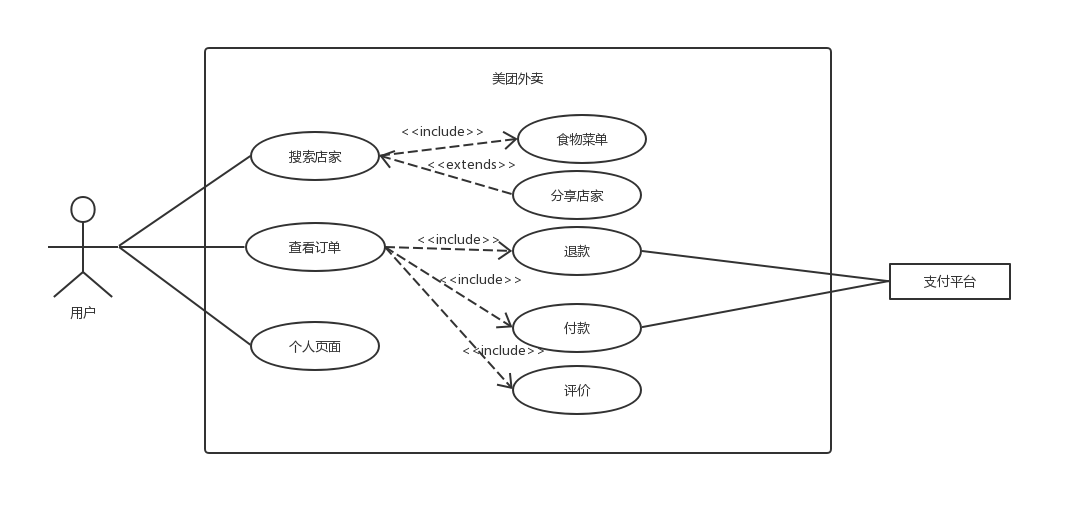 美团外卖
<<include>>
食物菜单
搜索店家
<<extends>>
分享店家
<<include>>
查看订单
退款
<<include>>
支付平台
用户
付款
个人页面
<<include>>
评价